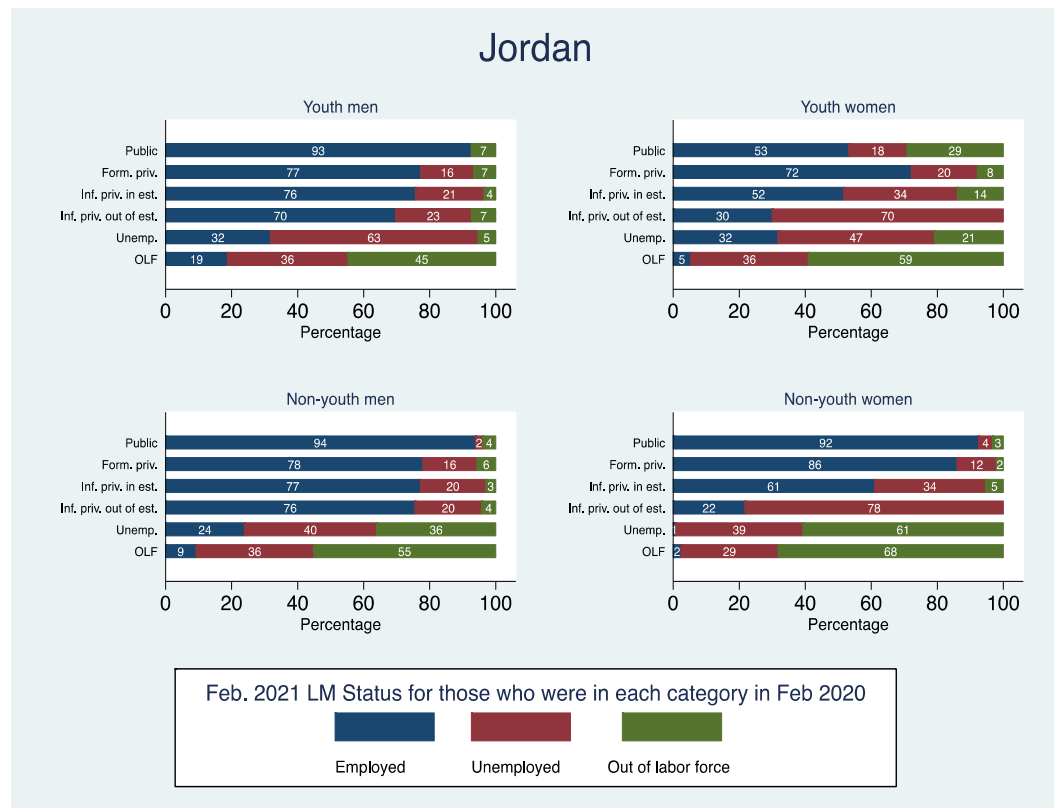 Jordan
Youth men
Public 93 7
Form. priv. 77 16 7
Inf. priv. in est. 76 21 4
Inf. priv. out of est. 70 23 7
Unemp. 32 63 5
OLF 19 36 45
0 20 40 60 80 100
Percentage
Youth women
Public 53 18 29
Form. priv. 72 20 8
Inf. priv. in est. 52 34 14
Inf. priv. out of est. 30 70
Unemp. 32 47 21
OLF 5 36 59
0 20 40 60 80 100
Percentage
Non-youth men
Public 94 2 4
Form. priv. 78 16 6
Inf. priv. in est. 77 20 3
Inf. priv. out of est. 76 20 4
Unemp. 24 40 36
OLF 9 36 55
0 20 40 60 80 100
Percentage
Non-youth women
Public 92 4 3
Form. priv. 86 12 2
Inf. priv. in est. 61 34 5
Inf. priv. out of est. 22 78
Unemp. 1 39 61
OLF 2 29 68
0 20 40 60 80 100
Percentage
Feb. 2021 LM Status for those who were in each category in Feb 2020
Employed Unemployed Out of labor force